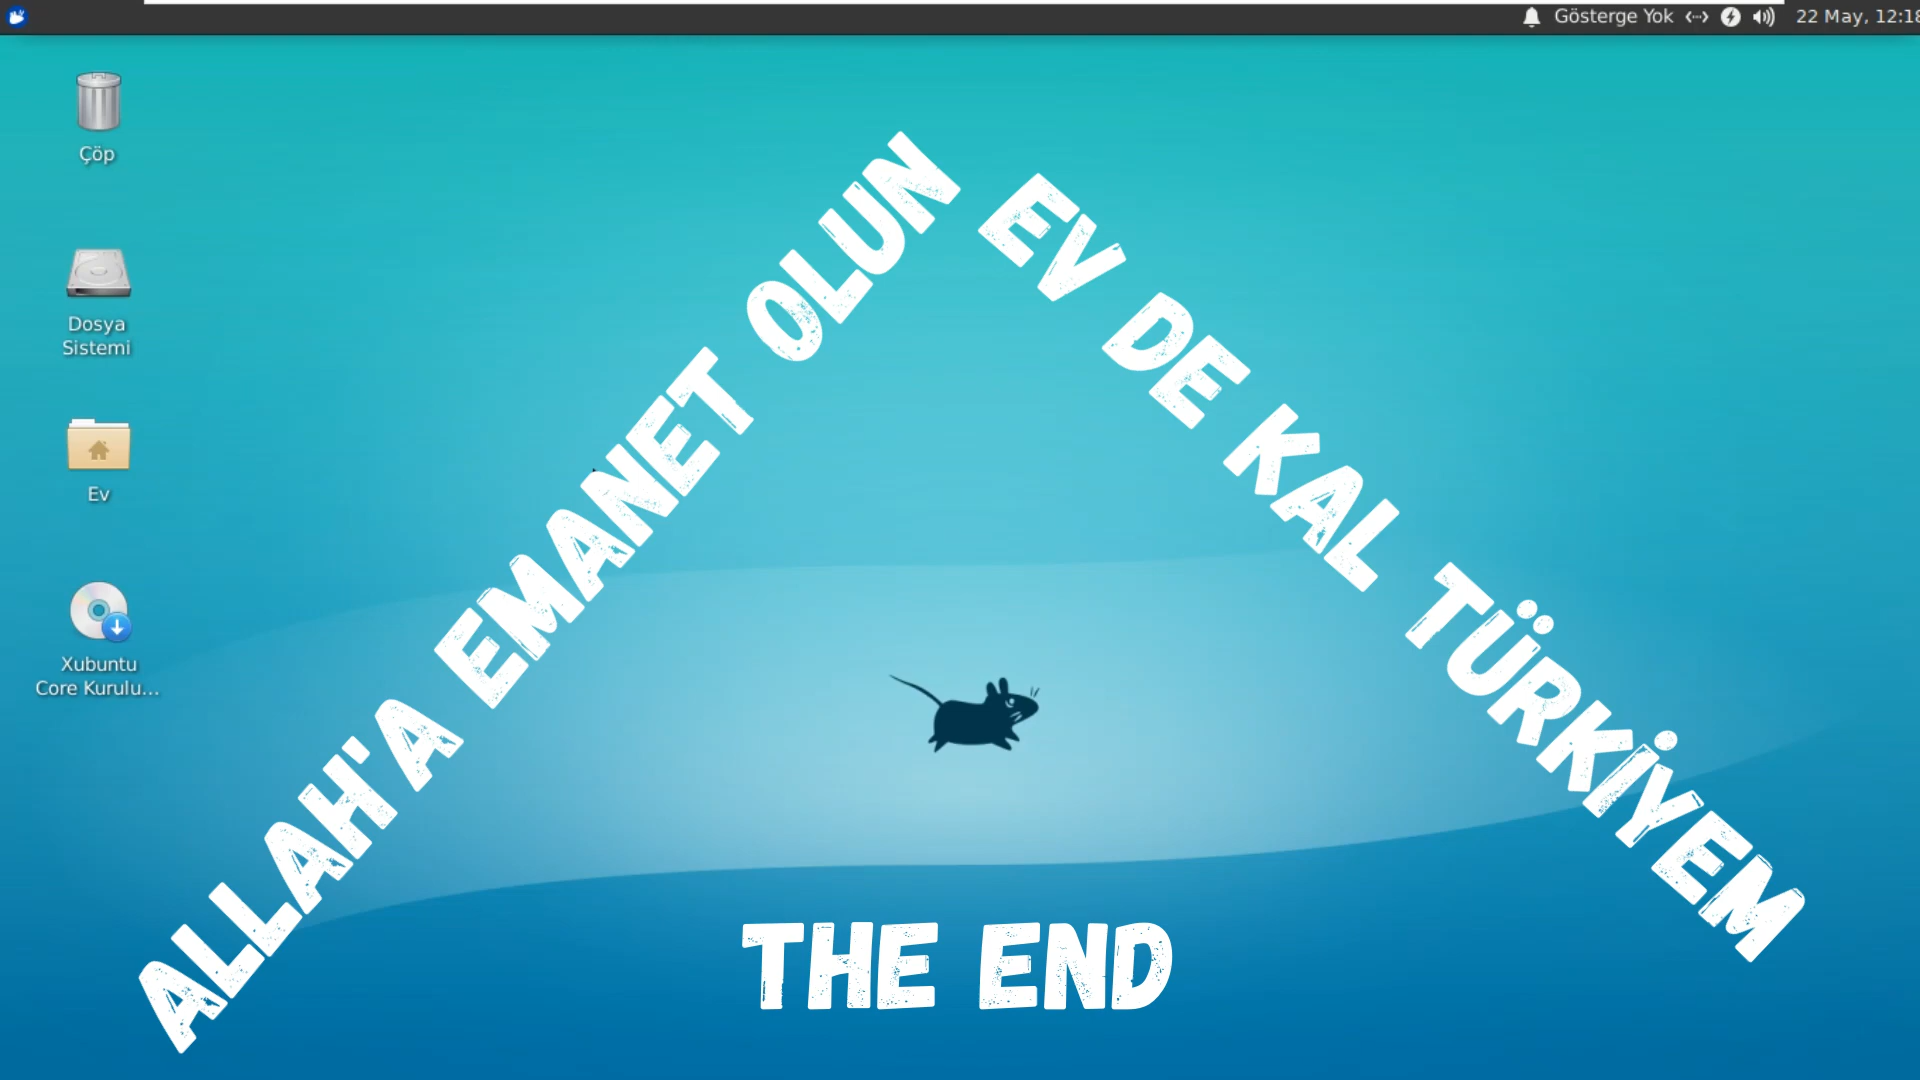 Gösterge Yok
22 May, 12:18
Çöp
Dosya
Sistemi
Ev
Xubuntu
Core Kurulu...
ALLAH'A EMANET OLUN
EV DE KAL TÜRKİYEM
THE END